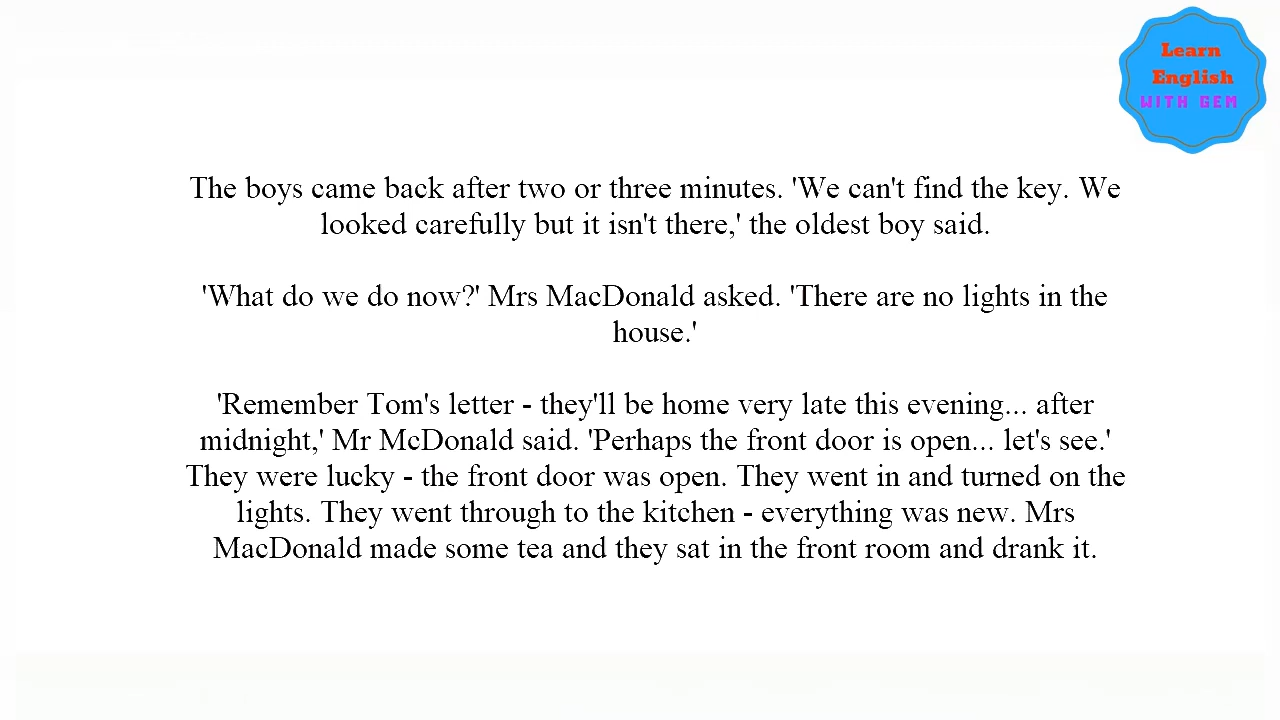 Learn
English
WITH GEM
The boys came back after two or three minutes. 'We can't find the key. We
looked carefully but it isn't there,' the oldest boy said.
'What do we do now?' Mrs MacDonald asked. 'There are no lights in the
house.'
'Remember Tom's letter - they'll be home very late this evening... after
midnight,' Mr McDonald said. 'Perhaps the front door is open... let's see.'
They were lucky - the front door was open. They went in and turned on the
lights. They went through to the kitchen - everything was new. Mrs
MacDonald made some tea and they sat in the front room and drank it.